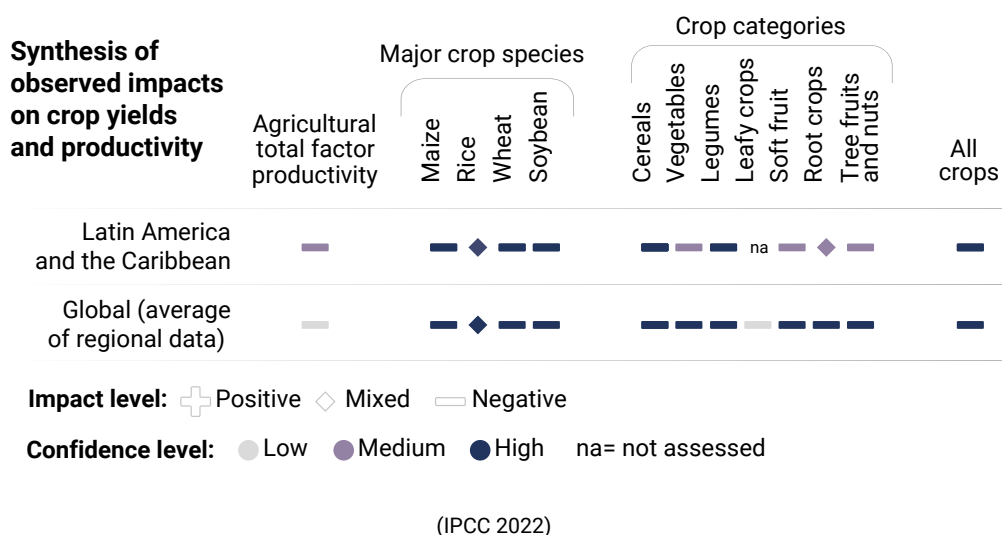 Synthesis of
observed impacts
on crop yields
and productivity
Agricultural
total factor
productivity
Major crop species
Maize
Rice
Wheat
Soybean
Crop categories
Cereals
Vegetables
Legumes
Leafy crops
Soft fruit
Root crops
Tree fruits
and nuts
All
crops
Latin America
and the Caribbean
na
Global (average
of regional data)
Impact level: Positive Mixed Negative
Confidence level: Low Medium High na= not assessed
(IPCC 2022)